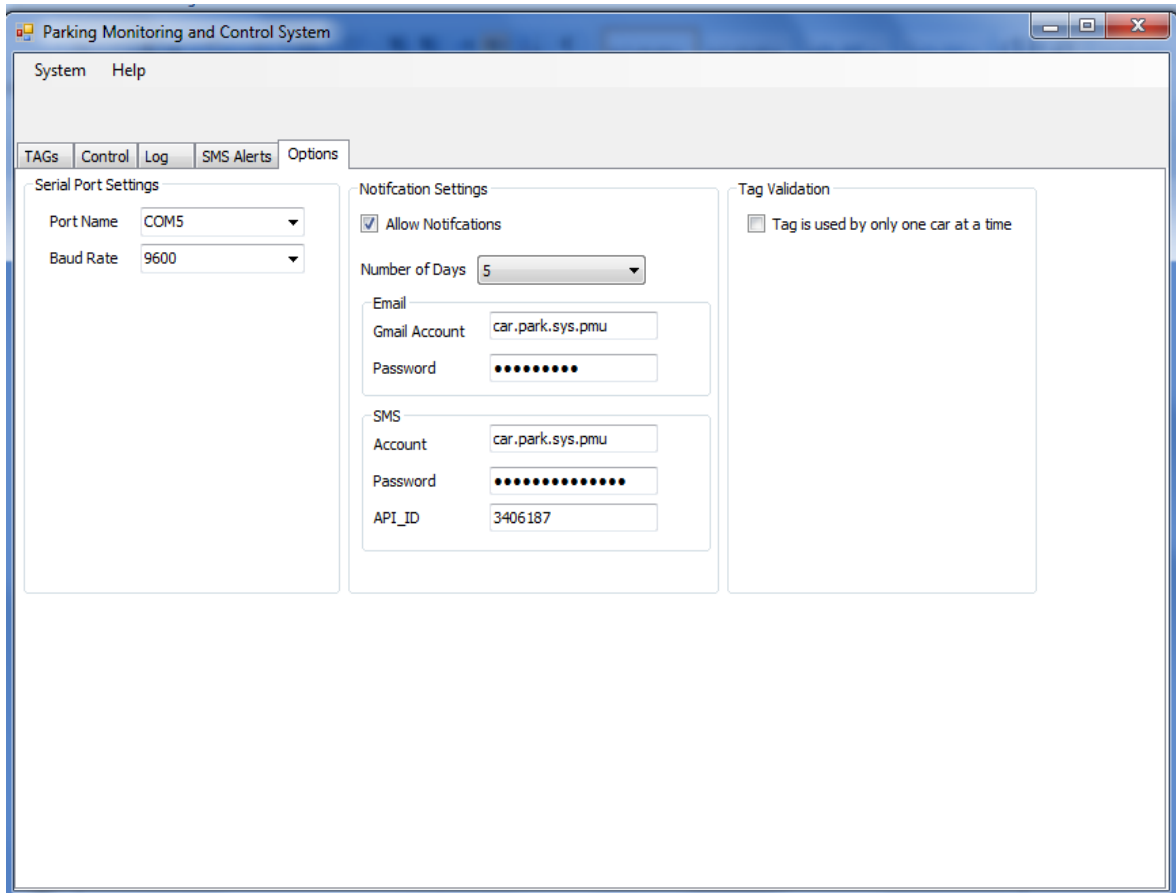 Parking Monitoring and Control System
System Help
TAGs Control Log SMS Alerts Options
Serial Port Settings
Port Name COM5
Baud Rate 9600
Notifcation Settings
Allow Notifcations
Number of Days 5
Email
Gmail Account car.park.sys.pmu
Password •••••••••
SMS
Account car.park.sys.pmu
Password ••••••••••••••
API_ID 3406187
Tag Validation
Tag is used by only one car at a time